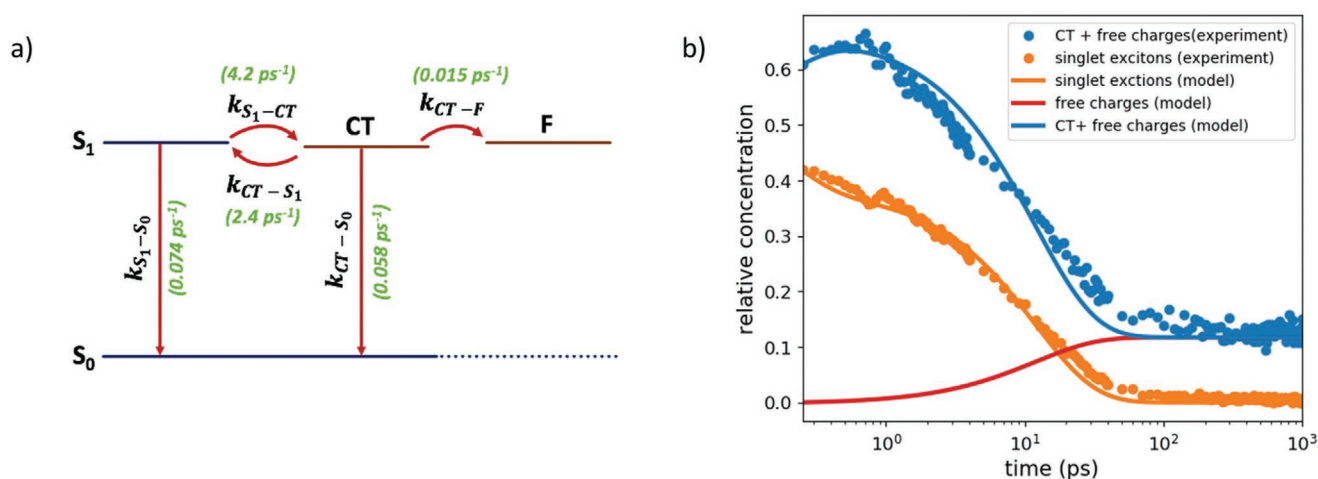 a)
(4.2 ps⁻¹)
(0.015 ps⁻¹)
k_{S₁−CT}
k_{CT−F}
CT
F
S₁
k_{CT−S₁}
(2.4 ps⁻¹)
k_{S₁−S₀}
(0.074 ps⁻¹)
k_{CT−S₀}
(0.058 ps⁻¹)
S₀
b)
CT + free charges(experiment)
singlet excitons (experiment)
singlet exctions (model)
free charges (model)
CT+ free charges (model)
relative concentration
0.6
0.5
0.4
0.3
0.2
0.1
0.0
10⁰
10¹
10²
10³
time (ps)